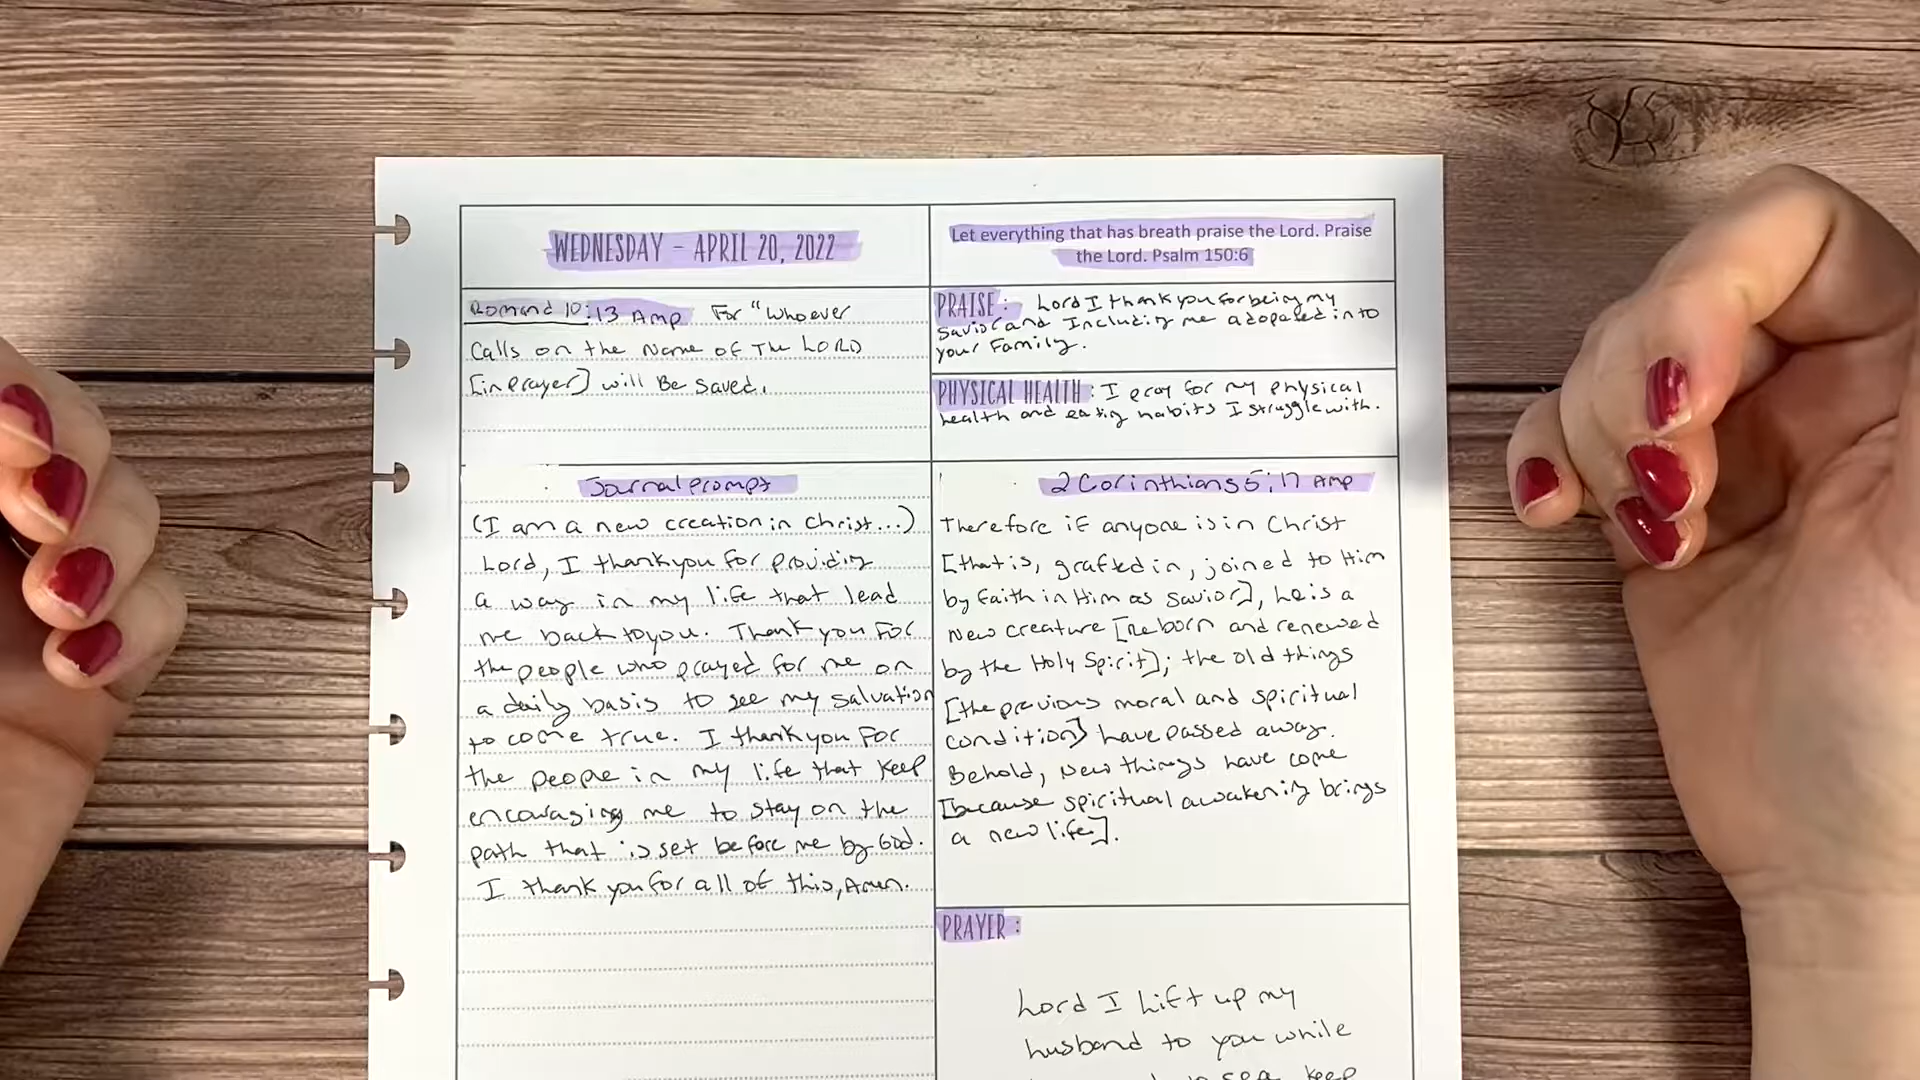 WEDNESDAY - APRIL 20, 2022
Let everything that has breath praise the Lord. Praise
the Lord. Psalm 150:6
Romand 10:13 Amp For "Whoever
Calls on the Name of The LORD
[in Prayer] will Be saved.
PRAISE: Lord I thank you for being my
Savior and Including me adopated into
your Family.
PHYSICAL HEALTH: I pray for my physical
health and eating habits I struggle with.
Journal prompt
(I am a new creation in Christ...)
Lord, I thank you for providing
a way in my life that lead
me back to you. Thank you For
the people who prayed for me on
a daily basis to see my salvation
to come true. I thank you For
the people in my life that keep
encouraging me to stay on the
path that is set before me by God.
I thank you for all of this, Amen.
2 Corinthians 5:17 Amp
Therefore if anyone is in Christ
[that is, grafted in, joined to Him
by faith in Him as Savior], he is a
New creature [reborn and renewed
by the Holy Spirit]; the old things
[the previous moral and spiritual
condition] have passed away.
Behold, new things have come
[because spiritual awakening brings
a new life].
PRAYER:
Lord I Lift up my
husband to you while
sea keep